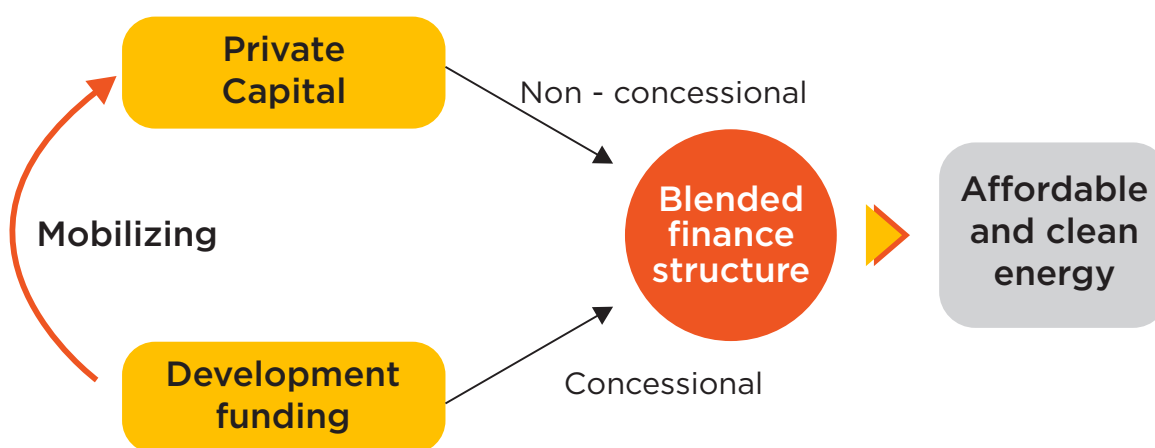 Private
Capital
Non - concessional
Blended
finance
structure
Affordable
and clean
energy
Mobilizing
Development
funding
Concessional